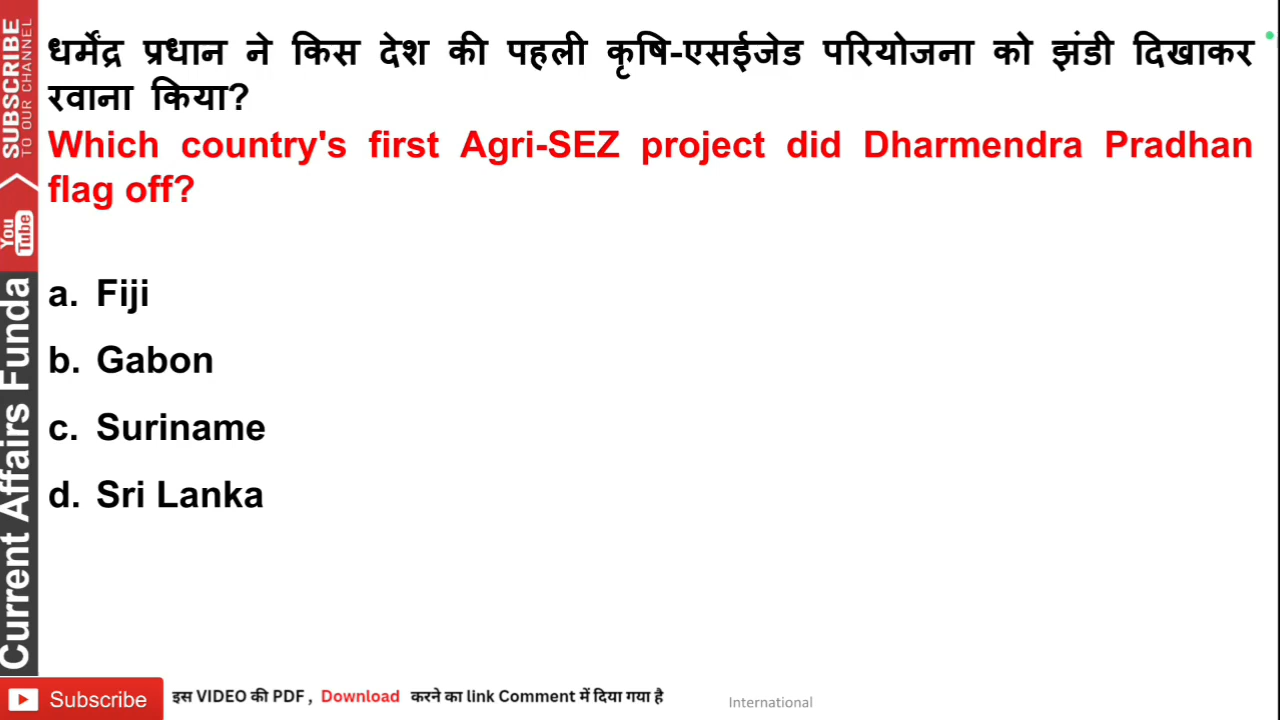 धर्मेंद्र प्रधान ने किस देश की पहली कृषि-एसईजेड परियोजना को झंडी दिखाकर
रवाना किया?
Which country's first Agri-SEZ project did Dharmendra Pradhan
flag off?
a. Fiji
b. Gabon
c. Suriname
d. Sri Lanka
SUBSCRIBE
TO OUR CHANNEL
You
Tube
Current Affairs Funda
Subscribe
इस VIDEO की PDF , Download करने का link Comment में दिया गया है
International